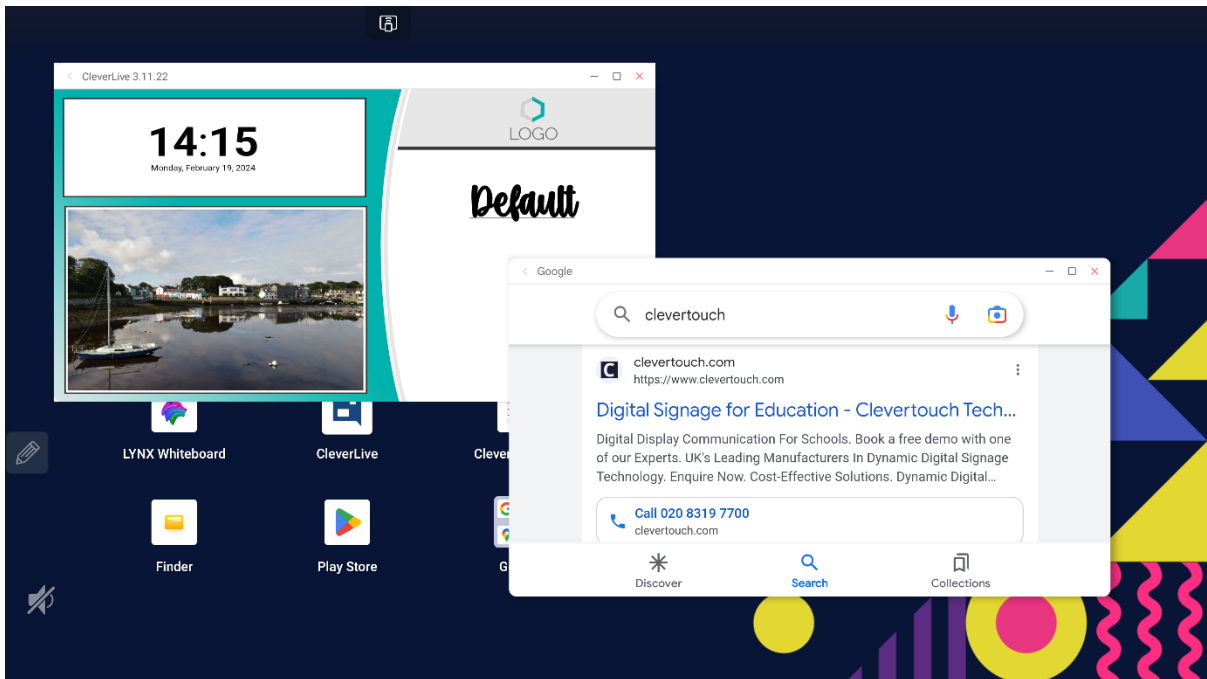 CleverLive 3.11.22
14:15
Monday, February 19, 2024
LOGO
Default
Google
clevertouch
clevertouch.com
https://www.clevertouch.com
Digital Signage for Education - Clevertouch Tech...
Digital Display Communication For Schools. Book a free demo with one
of our Experts. UK's Leading Manufacturers In Dynamic Digital Signage
Technology. Enquire Now. Cost-Effective Solutions. Dynamic Digital...
Call 020 8319 7700
clevertouch.com
Discover
Search
Collections
LYNX Whiteboard
CleverLive
Clever
Finder
Play Store
G